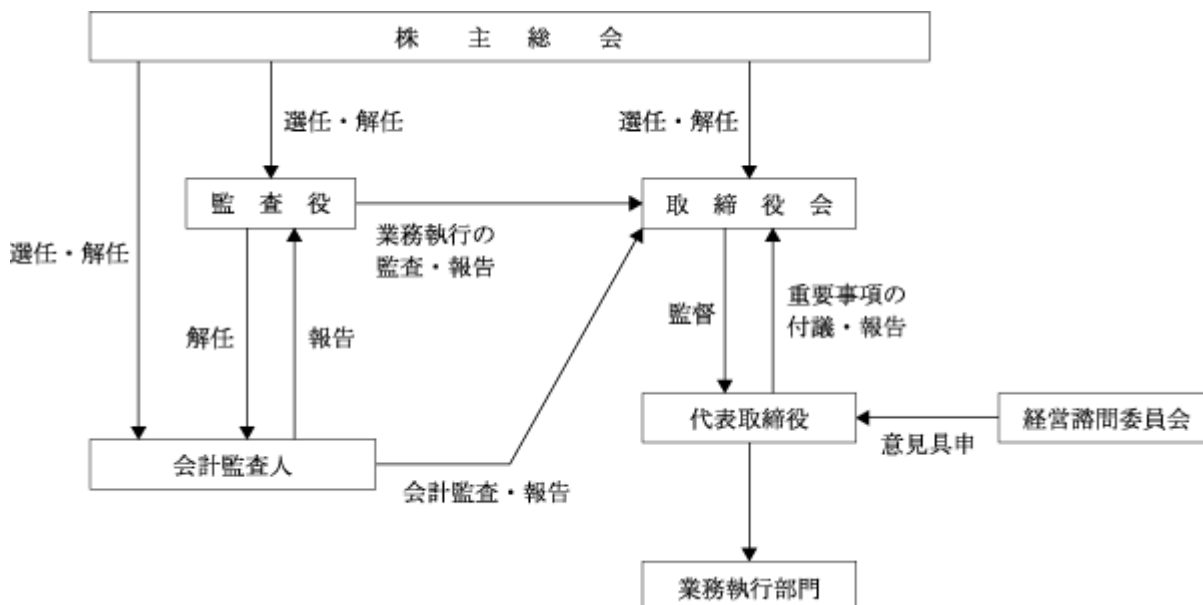 株主総会
選任・解任
選任・解任
監査役
取締役会
選任・解任
業務執行の
監査・報告
解任
報告
監督
重要事項の
付議・報告
代表取締役
経営諮問委員会
意見具申
会計監査人
会計監査・報告
業務執行部門